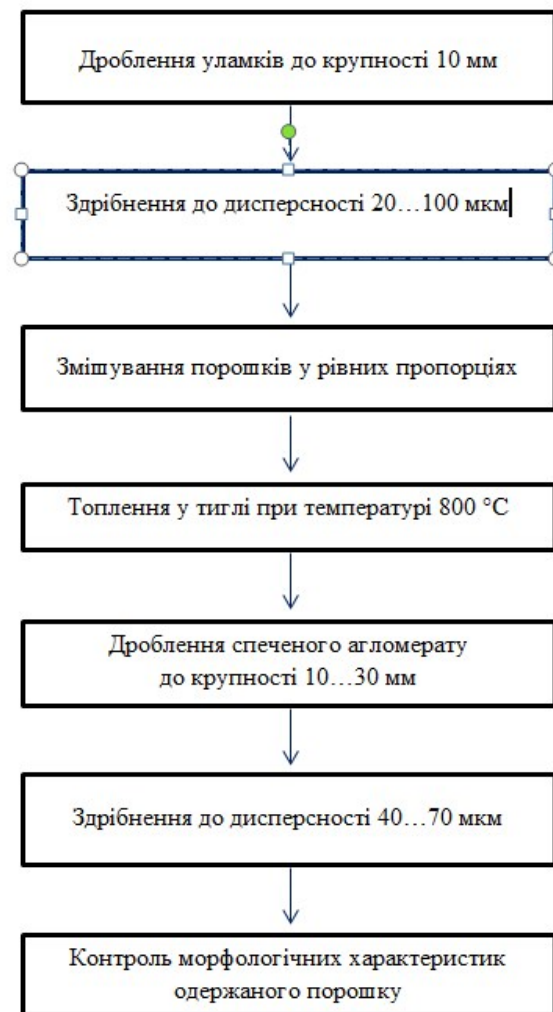 Дроблення уламків до крупності 10 мм
Здрібнення до дисперсності 20…100 мкм
Змішування порошків у рівних пропорціях
Топлення у тиглі при температурі 800 °С
Дроблення спеченого агломерату
до крупності 10…30 мм
Здрібнення до дисперсності 40…70 мкм
Контроль морфологічних характеристик
одержаного порошку